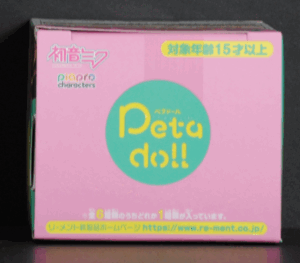 初音ミク
対象年齢15才以上
piapro
characters
ペタドール
Peta
doll
全6種類のうちどれか1種類が入っています。
リーメント新製品ホームページ https://www.re-ment.co.jp/